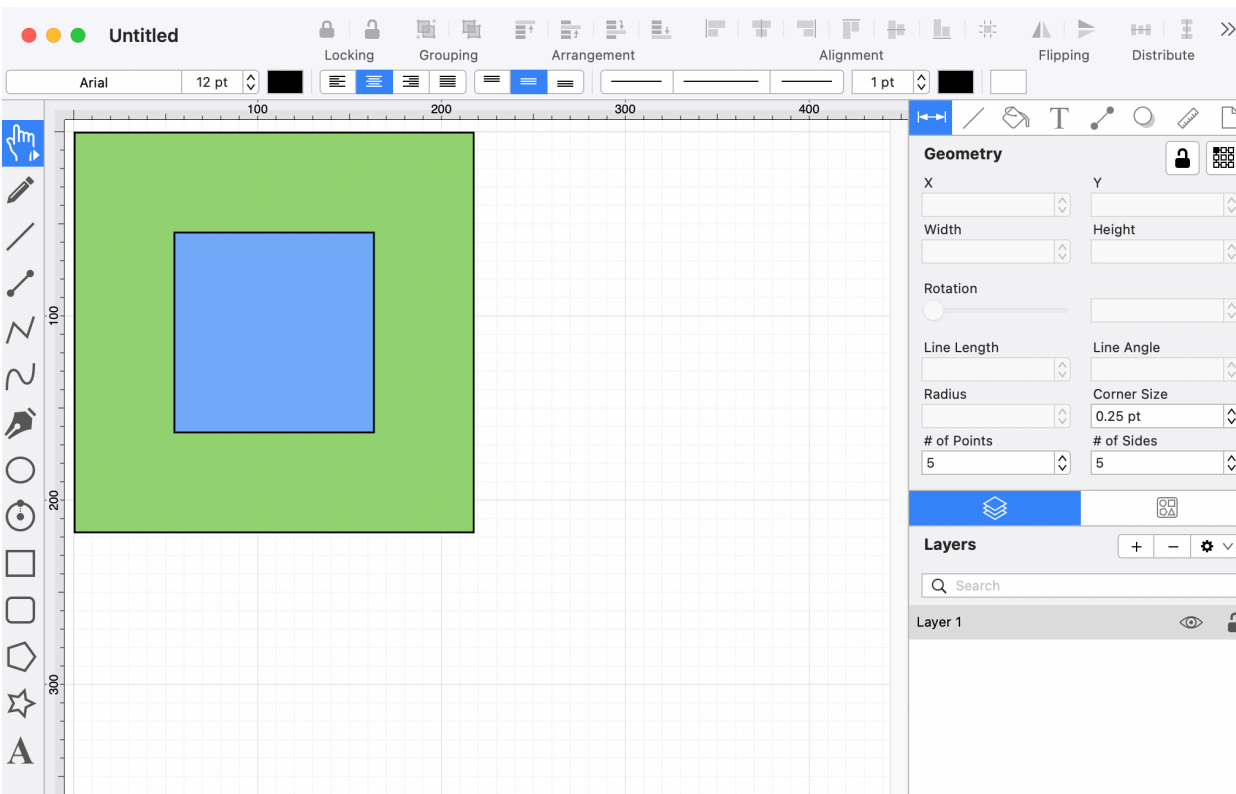 Untitled
Locking
Grouping
Arrangement
Alignment
Flipping
Distribute
Arial
12 pt
1 pt
100
200
300
400
100
200
300
A
T
Geometry
X
Y
Width
Height
Rotation
Line Length
Line Angle
Radius
Corner Size
0.25 pt
# of Points
# of Sides
5
5
Layers
Search
Layer 1